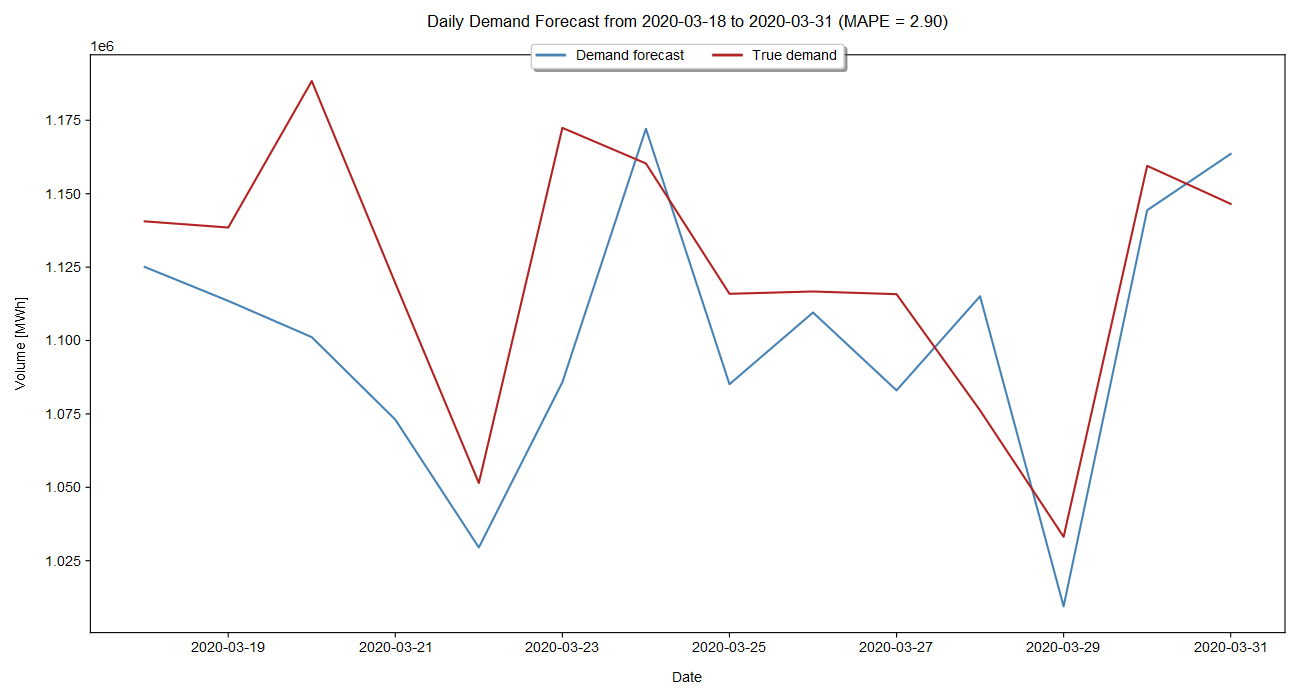 Daily Demand Forecast from 2020-03-18 to 2020-03-31 (MAPE = 2.90)
1e6
Demand forecast
True demand
1.175
1.150
1.125
1.100
1.075
1.050
1.025
Volume [MWh]
2020-03-19
2020-03-21
2020-03-23
2020-03-25
2020-03-27
2020-03-29
2020-03-31
Date